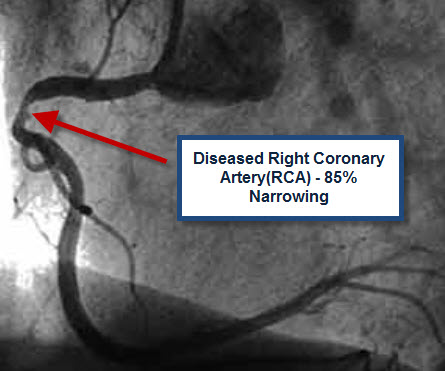 Diseased Right Coronary
Artery(RCA) - 85%
Narrowing